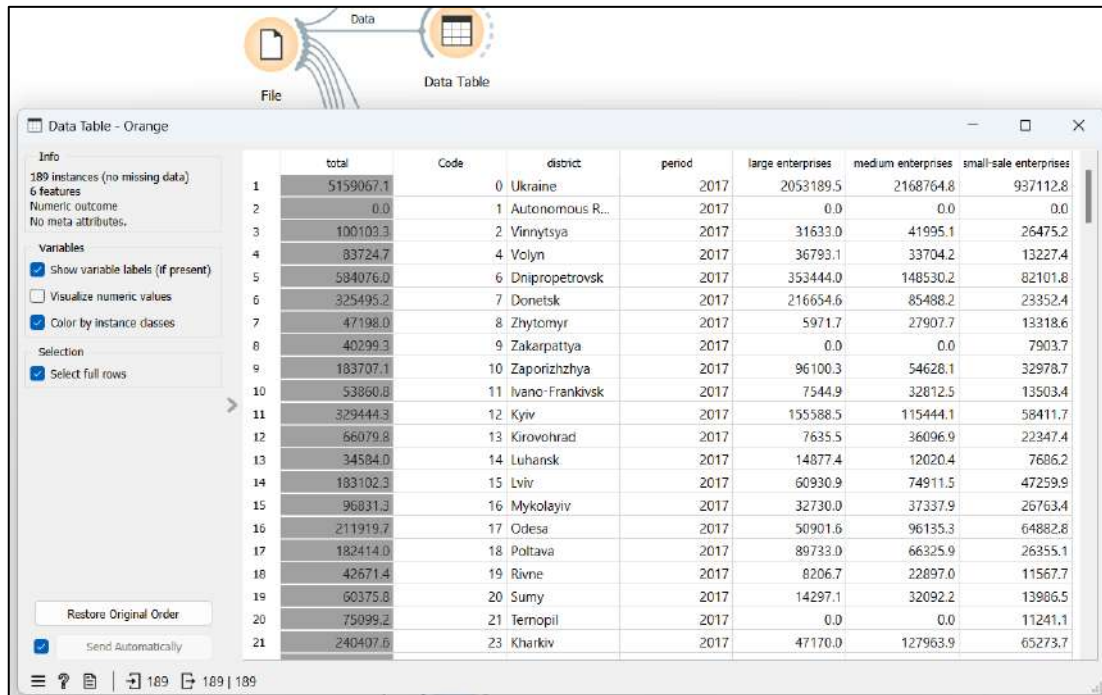 Data
File
Data Table
Data Table - Orange
Info
189 instances (no missing data)
6 features
Numeric outcome
No meta attributes.
Variables
Show variable labels (if present)
Visualize numeric values
Color by instance classes
Selection
Select full rows
Restore Original Order
Send Automatically
total Code district period large enterprises medium enterprises small-sale enterprises
1 5159067.1 0 Ukraine 2017 2053189.5 2168764.8 937112.8
2 0.0 1 Autonomous R... 2017 0.0 0.0 0.0
3 100103.3 2 Vinnytsya 2017 31633.0 41995.1 26475.2
4 83724.7 4 Volyn 2017 36793.1 33704.2 13227.4
5 584076.0 6 Dnipropetrovsk 2017 353444.0 148530.2 82101.8
6 325495.2 7 Donetsk 2017 216654.6 85488.2 23352.4
7 47198.0 8 Zhytomyr 2017 5971.7 27907.7 13318.6
8 40299.3 9 Zakarpattya 2017 0.0 0.0 7903.7
9 183707.1 10 Zaporizhzhya 2017 96100.3 54628.1 32978.7
10 53860.8 11 Ivano-Frankivsk 2017 7544.9 32812.5 13503.4
11 329444.3 12 Kyiv 2017 155588.5 115444.1 58411.7
12 66079.8 13 Kirovohrad 2017 7635.5 36096.9 22347.4
13 34584.0 14 Luhansk 2017 14877.4 12020.4 7686.2
14 183102.3 15 Lviv 2017 60930.9 74911.5 47259.9
15 96831.3 16 Mykolayiv 2017 32730.0 37337.9 26763.4
16 211919.7 17 Odesa 2017 50901.6 96135.3 64882.8
17 182414.0 18 Poltava 2017 89733.0 66325.9 26355.1
18 42671.4 19 Rivne 2017 8206.7 22897.0 11567.7
19 60375.8 20 Sumy 2017 14297.1 32092.2 13986.5
20 75099.2 21 Ternopil 2017 0.0 0.0 11241.1
21 240407.6 23 Kharkiv 2017 47170.0 127963.9 65273.7
189 189 | 189